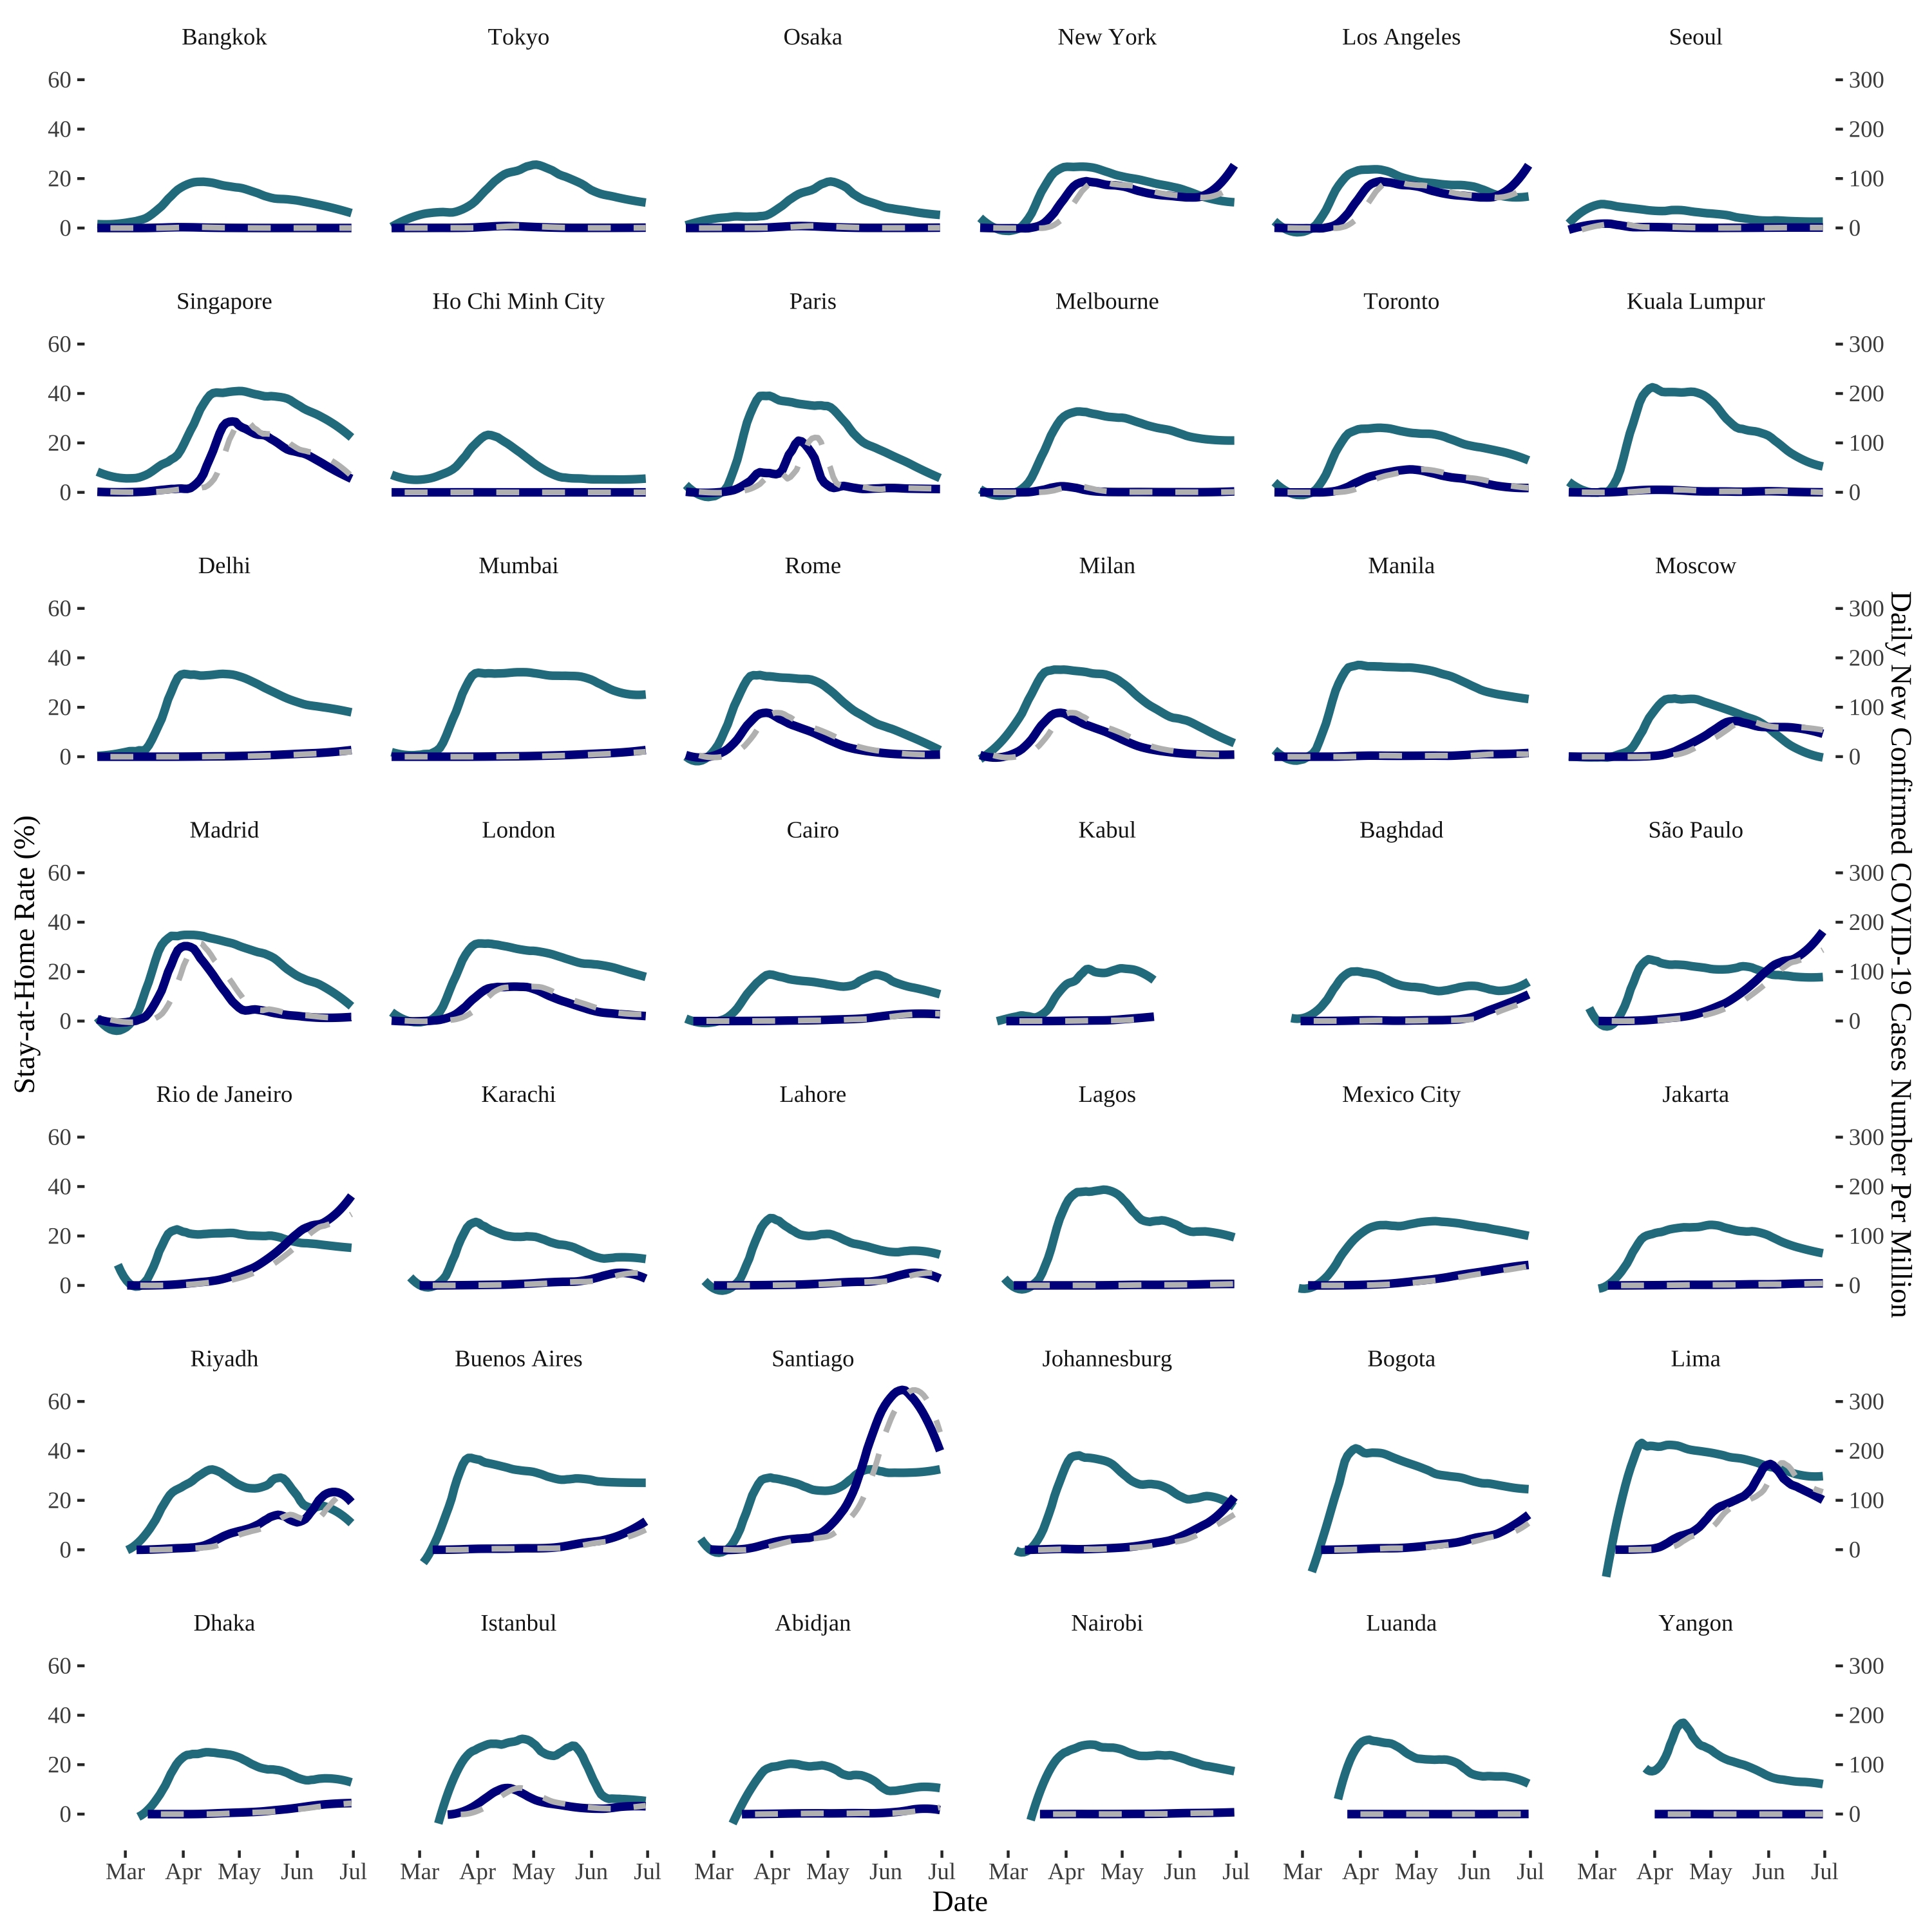 Bangkok Tokyo Osaka New York Los Angeles Seoul
60 300
40 200
20 100
0 0
Singapore Ho Chi Minh City Paris Melbourne Toronto Kuala Lumpur
60 300
40 200
20 100
0 0
Delhi Mumbai Rome Milan Manila Moscow
60 300
40 200
20 100
0 0
Stay-at-Home Rate (%)
Daily New Confirmed COVID-19 Cases Number Per Million
Madrid London Cairo Kabul Baghdad São Paulo
60 300
40 200
20 100
0 0
Rio de Janeiro Karachi Lahore Lagos Mexico City Jakarta
60 300
40 200
20 100
0 0
Riyadh Buenos Aires Santiago Johannesburg Bogota Lima
60 300
40 200
20 100
0 0
Dhaka Istanbul Abidjan Nairobi Luanda Yangon
60 300
40 200
20 100
0 0
Mar Apr May Jun Jul Mar Apr May Jun Jul Mar Apr May Jun Jul Mar Apr May Jun Jul Mar Apr May Jun Jul Mar Apr May Jun Jul
Date